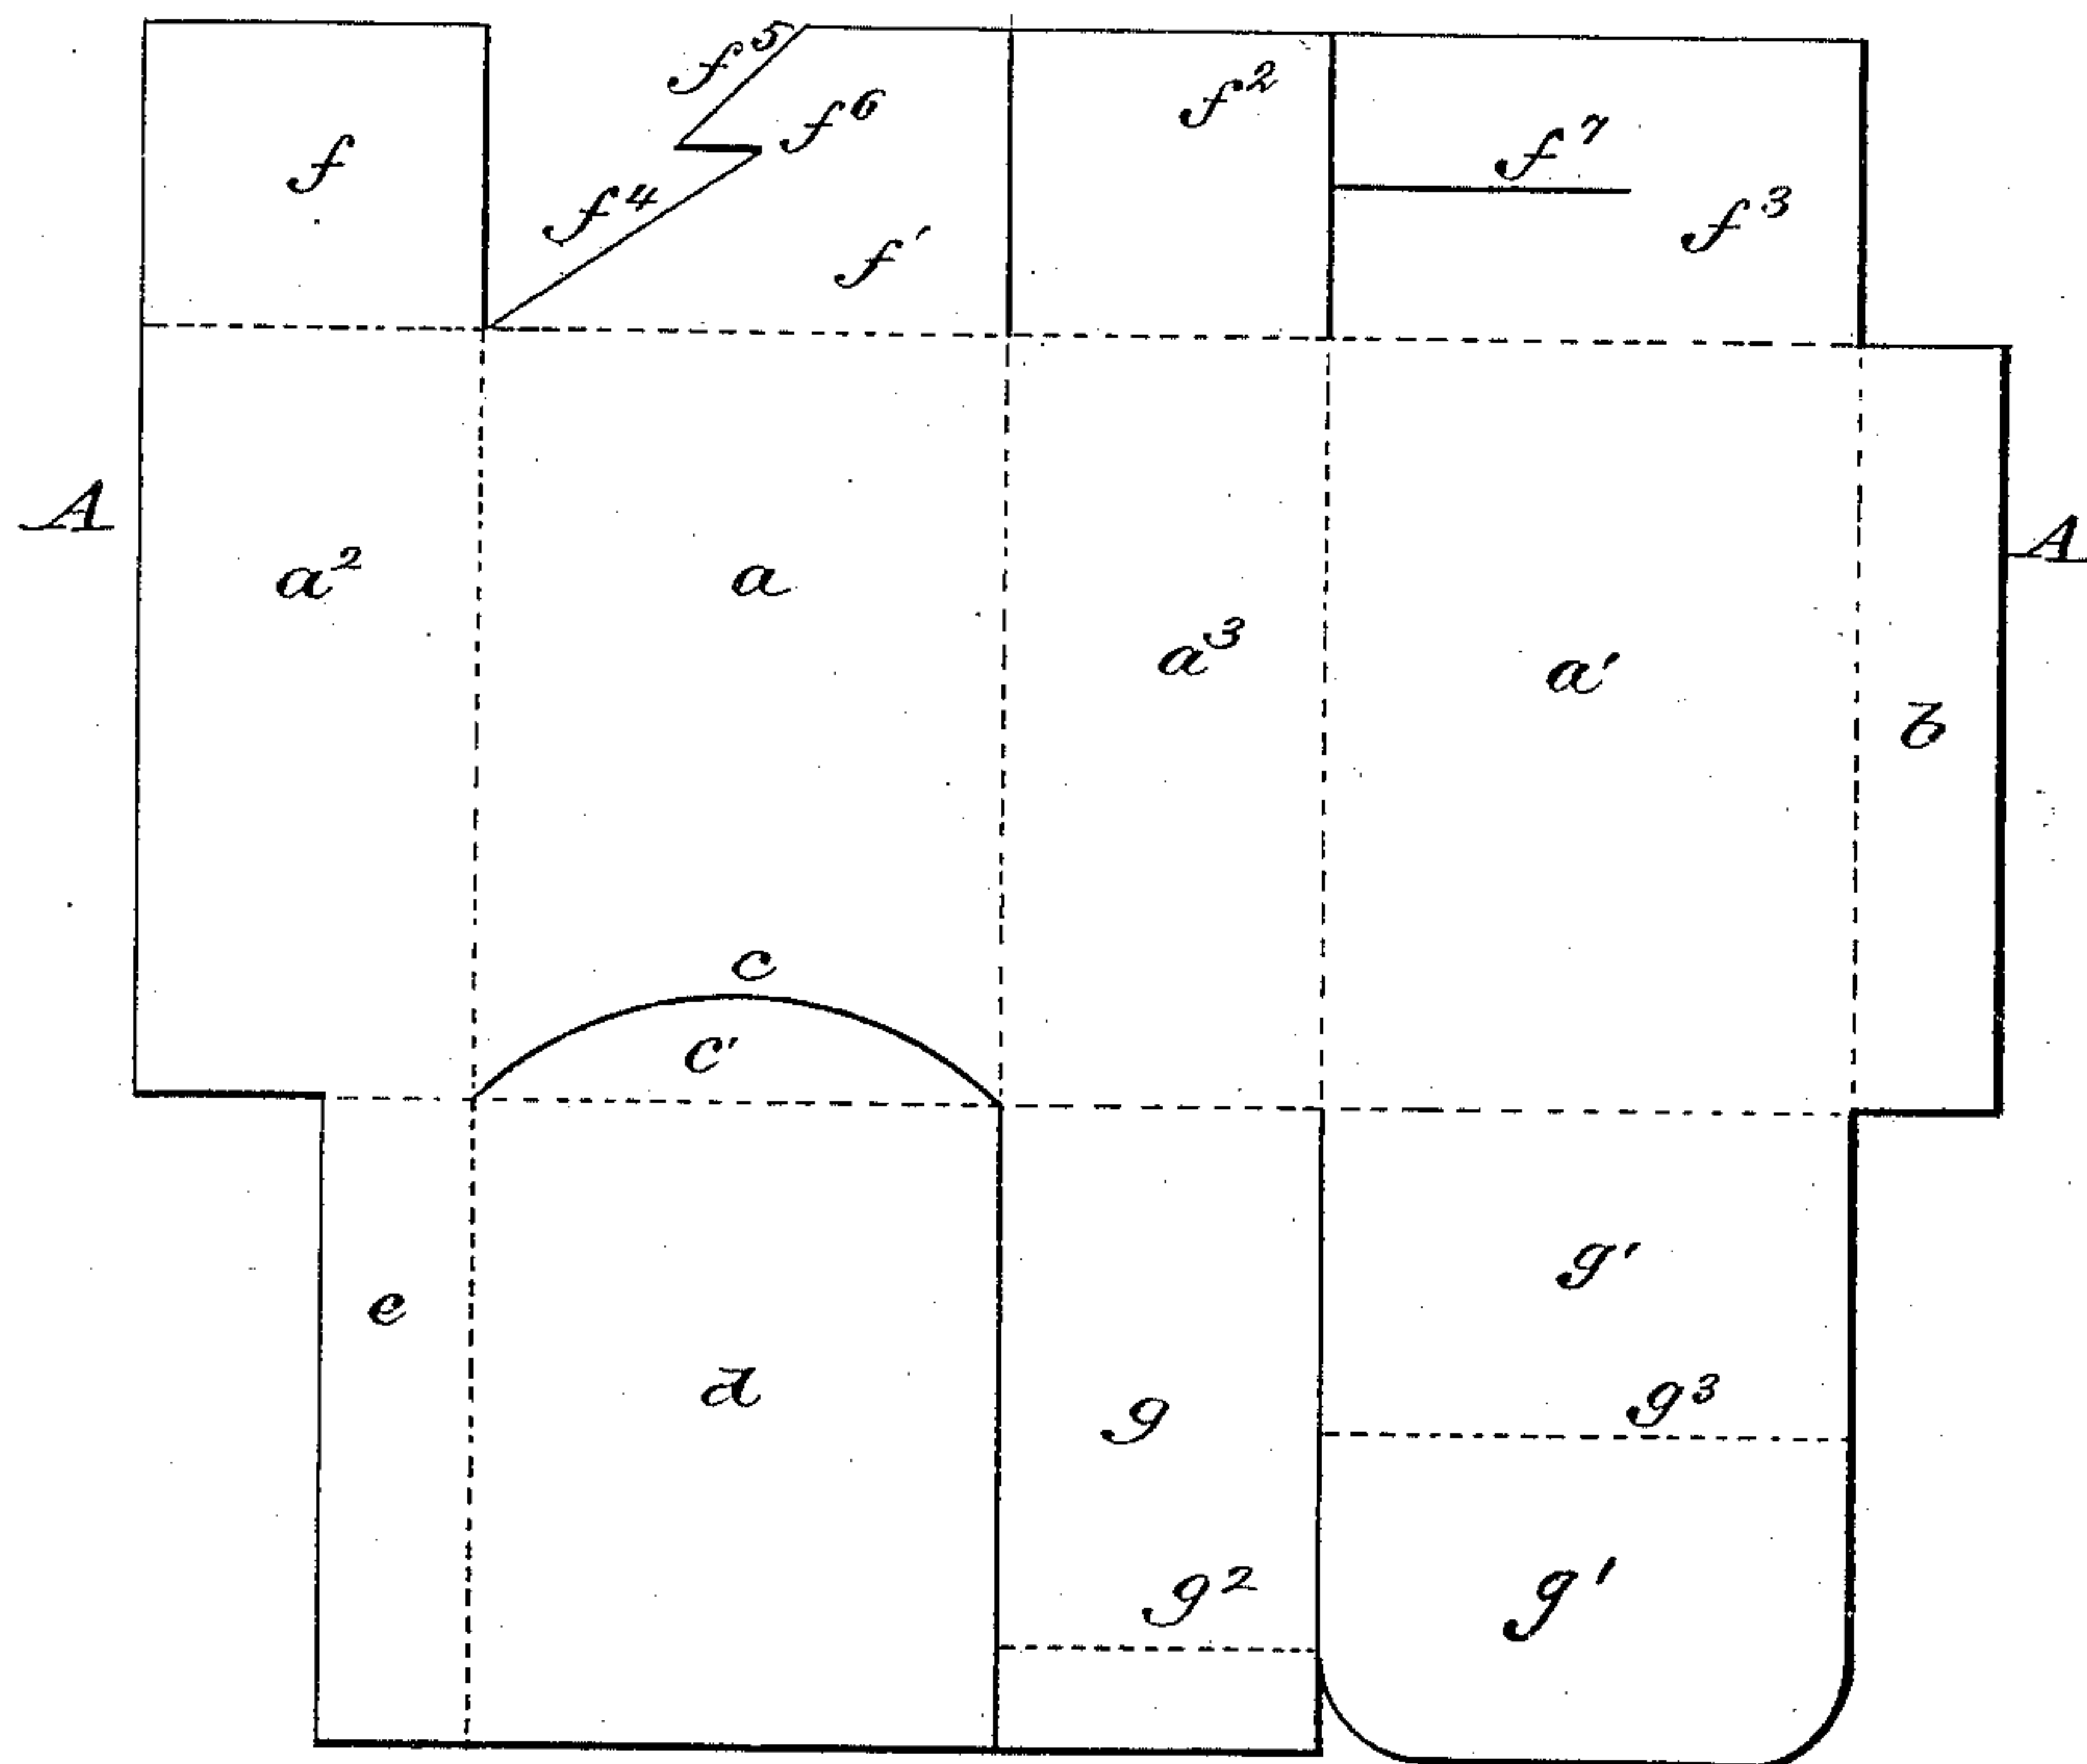 f⁵
f f⁶ f² f⁷
f⁴ f′ f³
A A
a² a a³ a′
b
c
c′
e d g g′
g³
g² g′